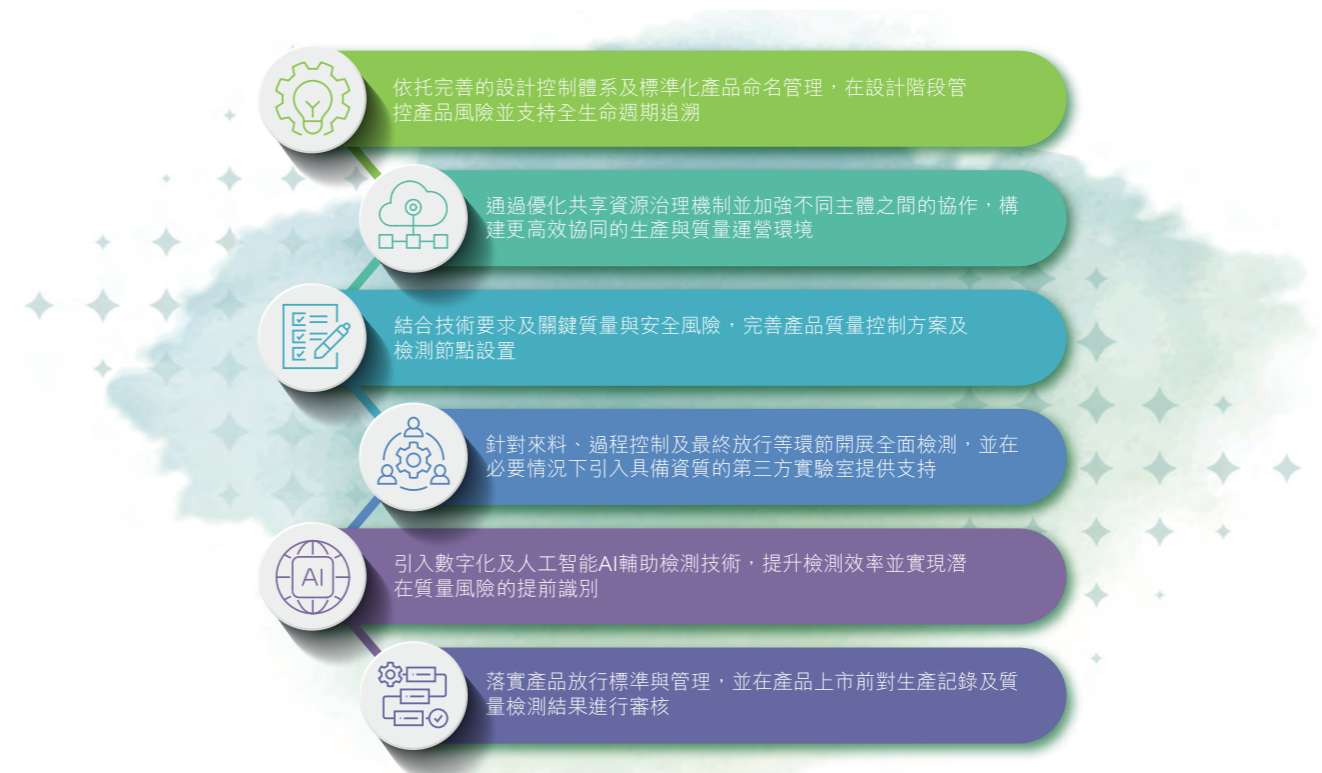 依托完善的設計控制體系及標準化產品命名管理，在設計階段管
控產品風險並支持全生命週期追溯
通過優化共享資源治理機制並加強不同主體之間的協作，構
建更高效協同的生產與質量運營環境
結合技術要求及關鍵質量與安全風險，完善產品質量控制方案及
檢測節點設置
針對來料、過程控制及最終放行等環節開展全面檢測，並在
必要情況下引入具備資質的第三方實驗室提供支持
引入數字化及人工智能AI輔助檢測技術，提升檢測效率並實現潛
在質量風險的提前識別
AI
落實產品放行標準與管理，並在產品上市前對生產記錄及質
量檢測結果進行審核